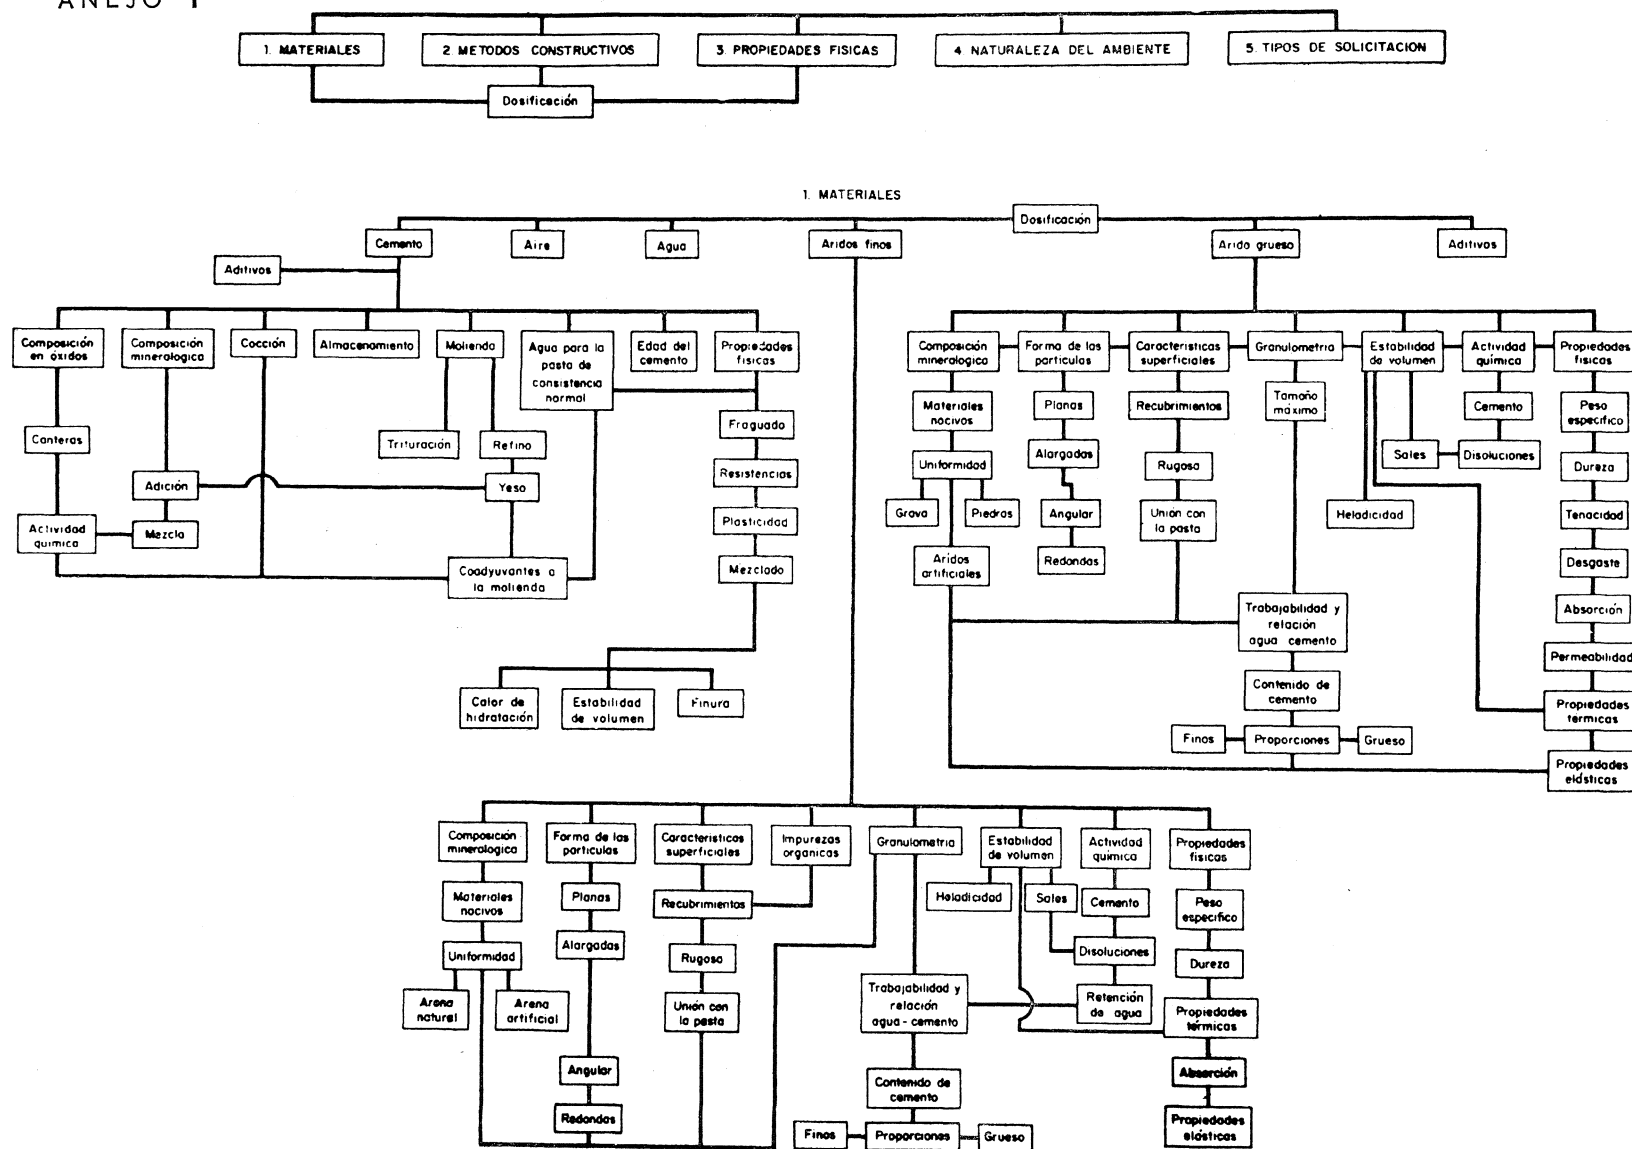 ANEJO 1
1. MATERIALES
2. METODOS CONSTRUCTIVOS
3. PROPIEDADES FISICAS
4. NATURALEZA DEL AMBIENTE
5. TIPOS DE SOLICITACION
Dosificación
1. MATERIALES
Dosificación
Cemento
Aire
Agua
Aridos finos
Arido grueso
Aditivos
Aditivos
Composición
en óxidos
Composición
mineralogica
Cocción
Almacenamiento
Molienda
Agua para la
pasta de
consistencia
normal
Edad del
cemento
Propiedades
físicas
Canteras
Trituración
Refino
Fraguado
Resistencias
Adición
Yeso
Plasticidad
Actividad
química
Mezcla
Mezclado
Coadyuvantes a
la molienda
Calor de
hidratación
Estabilidad
de volumen
Finura
Composición
mineralogica
Forma de las
partículas
Características
superficiales
Granulometria
Estabilidad
de volumen
Actividad
química
Propiedades
físicas
Materiales
nocivos
Planas
Recubrimientos
Tamaño
máximo
Cemento
Peso
especifico
Uniformidad
Alargadas
Rugosa
Sales
Disoluciones
Dureza
Grava
Piedras
Angular
Unión con
la pasta
Heladicidad
Tenacidad
Aridos
artificiales
Redondas
Desgaste
Trabajabilidad y
relación
agua cemento
Absorción
Permeabilidad
Contenido de
cemento
Propiedades
termicas
Finos
Proporciones
Grueso
Propiedades
elásticas
Composición
mineralogica
Forma de las
particulas
Caracteristicas
superficiales
Impurezas
organicas
Granulometria
Estabilidad
de volumen
Actividad
química
Propiedades
físicas
Materiales
nocivos
Planas
Recubrimientos
Heladicidad
Sales
Cemento
Peso
especifico
Uniformidad
Alargadas
Rugosa
Disoluciones
Dureza
Arena
natural
Arena
artificial
Unión con
la pasta
Trabajabilidad y
relación
agua - cemento
Retención
de agua
Propiedades
térmicas
Angular
Absorción
Contenido de
cemento
Redondas
Finos
Proporciones
Grueso
Propiedades
elásticas